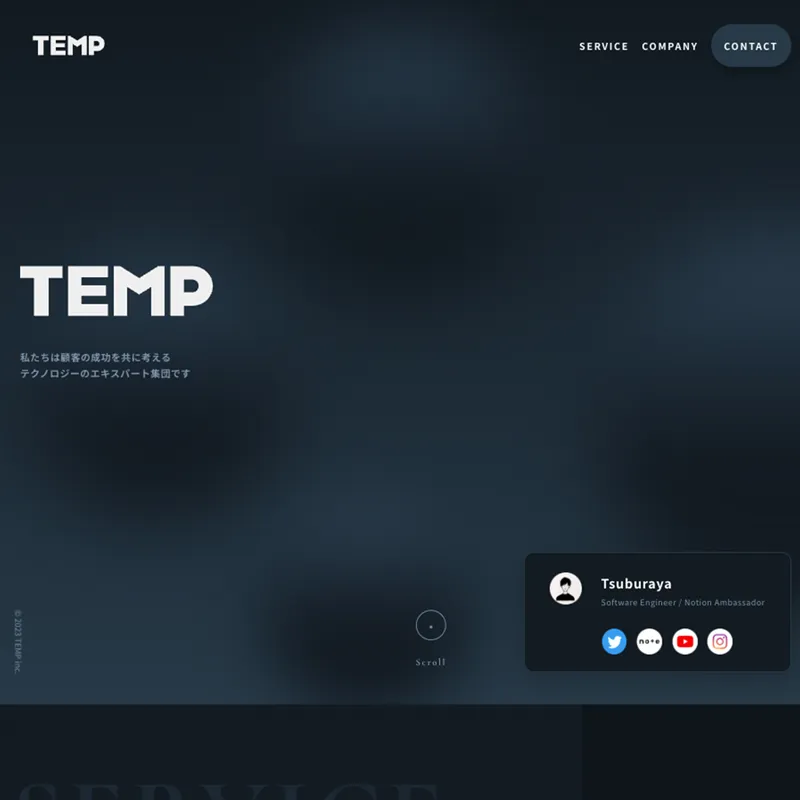 TEMP
SERVICE COMPANY CONTACT
TEMP
私たちは顧客の成功を共に考える
テクノロジーのエキスパート集団です
Tsuburaya
Software Engineer / Notion Ambassador
note
Scroll
© 2023 TEMP Inc.
SERVICE